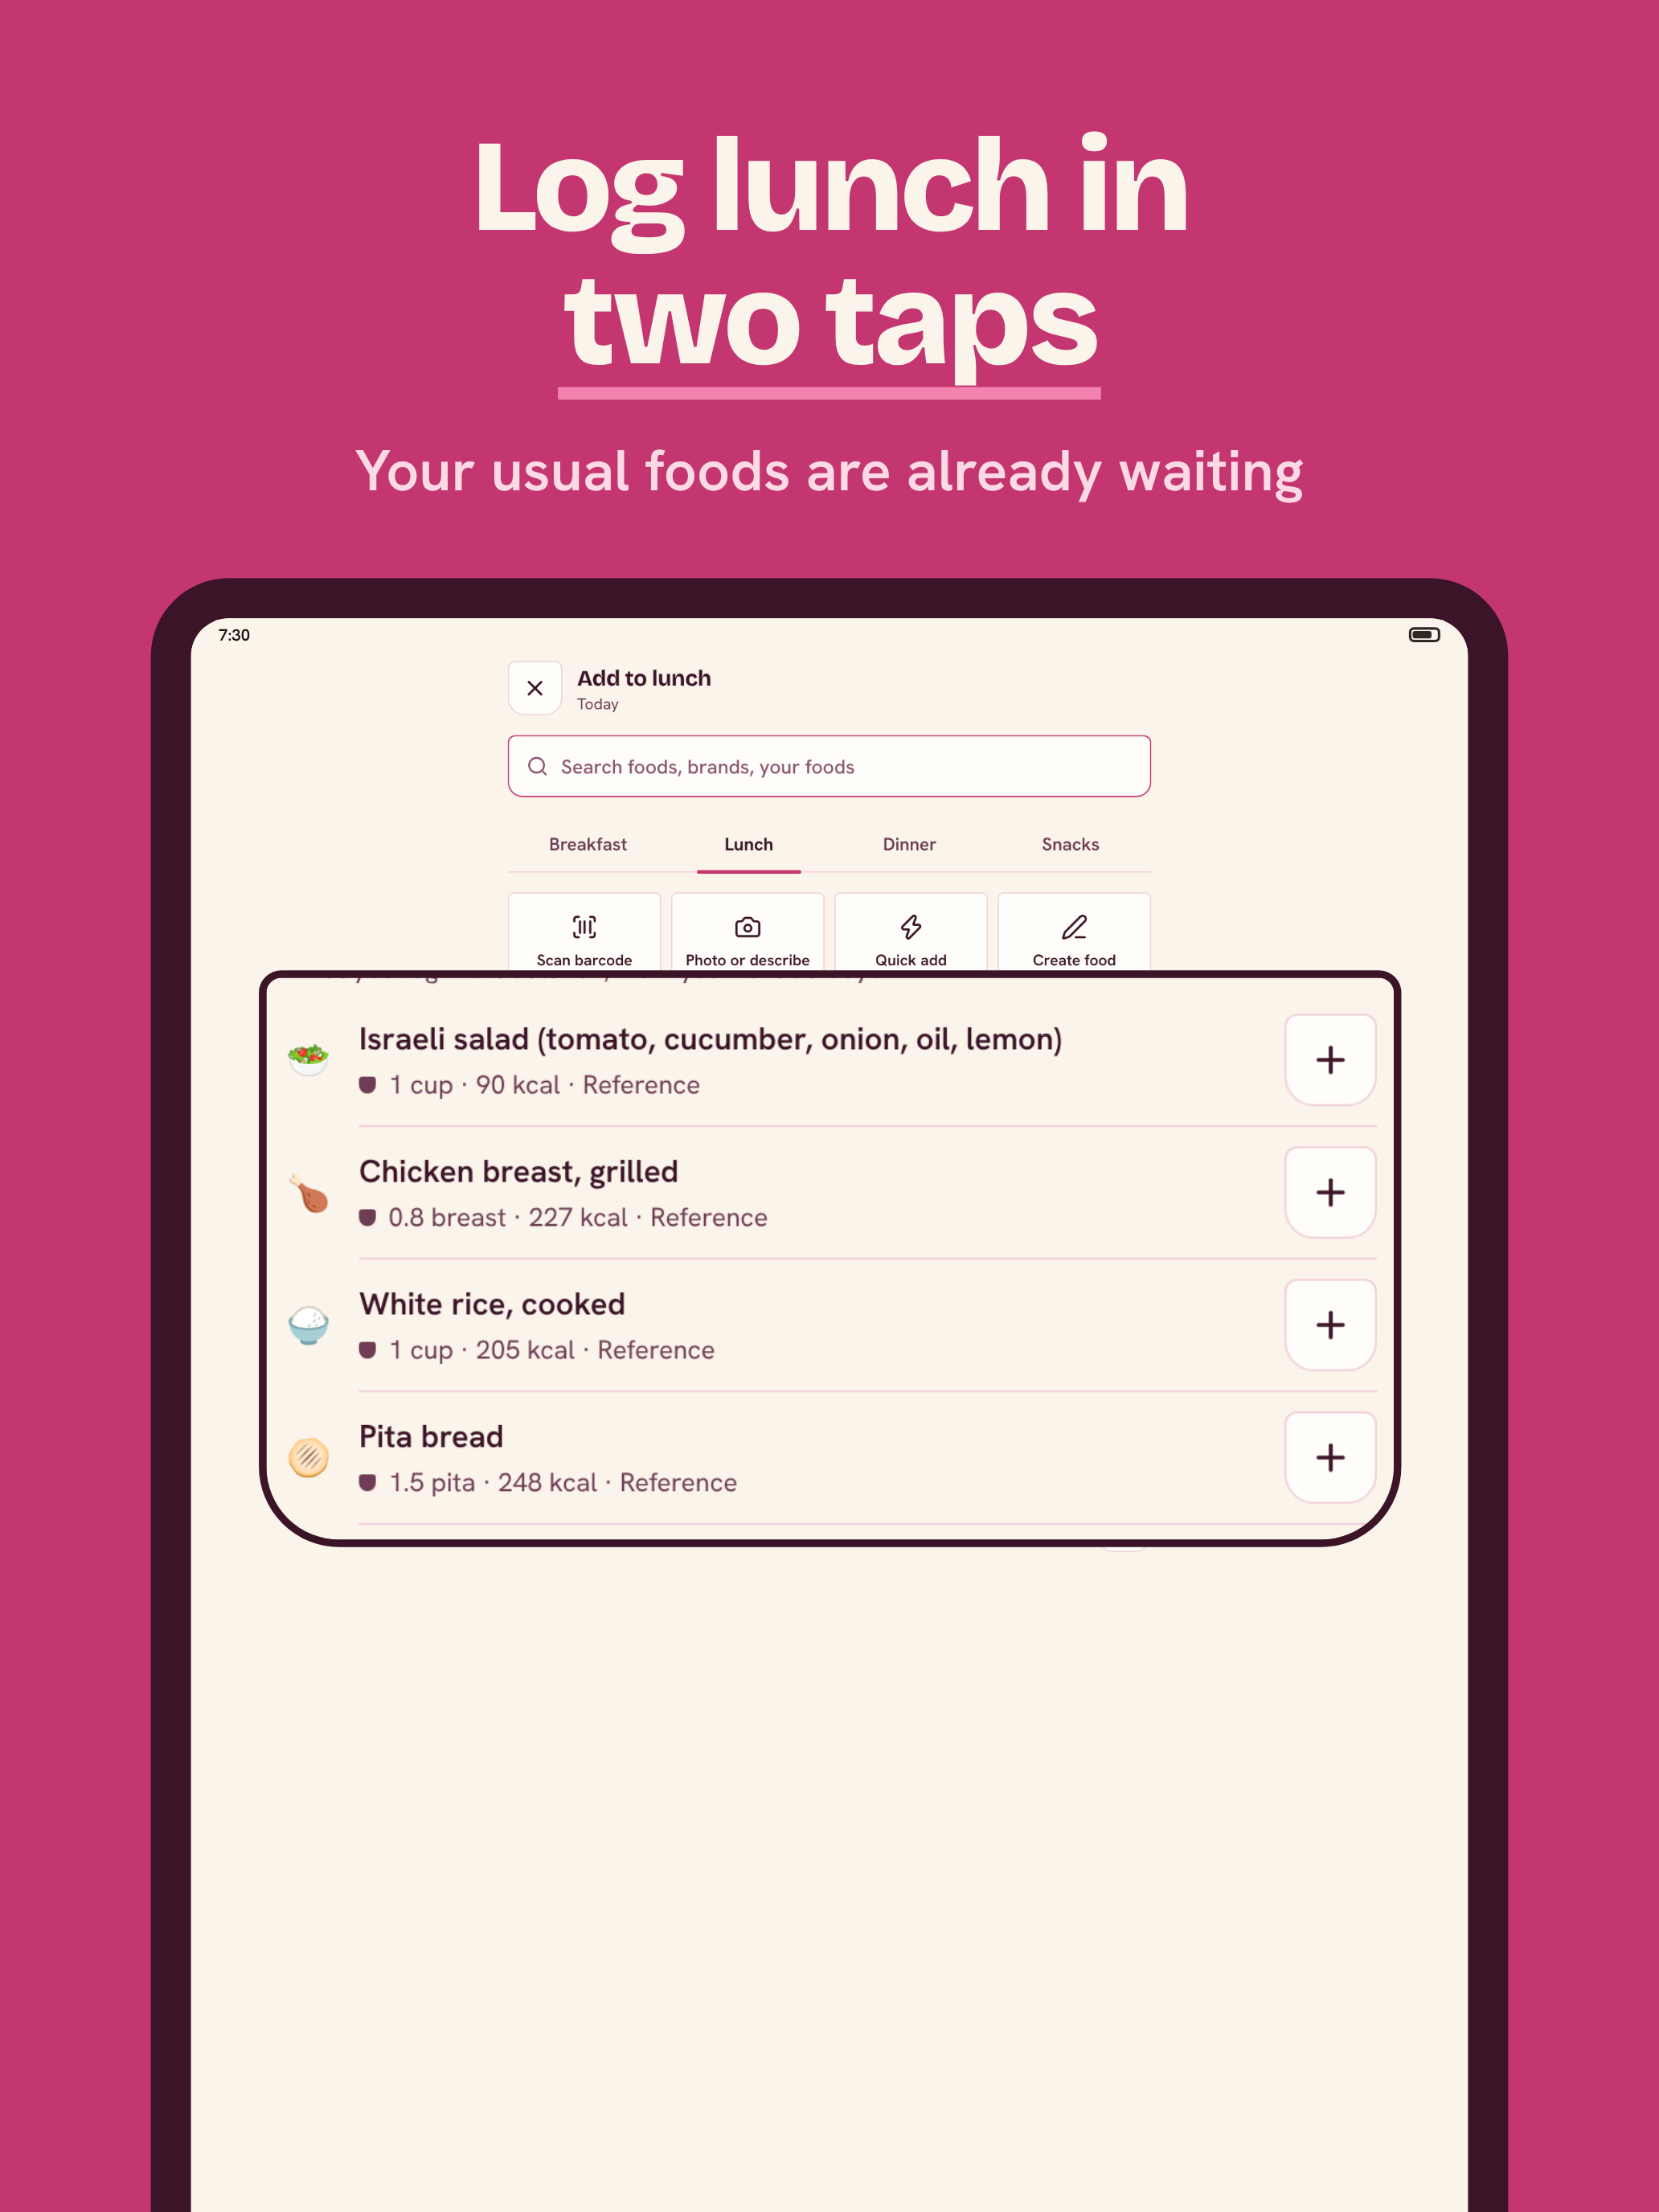 Log lunch in
two taps
Your usual foods are already waiting
7:30
Add to lunch
Today
Search foods, brands, your foods
Breakfast Lunch Dinner Snacks
Scan barcode Photo or describe Quick add Create food
Israeli salad (tomato, cucumber, onion, oil, lemon)
1 cup · 90 kcal · Reference
Chicken breast, grilled
0.8 breast · 227 kcal · Reference
White rice, cooked
1 cup · 205 kcal · Reference
Pita bread
1.5 pita · 248 kcal · Reference